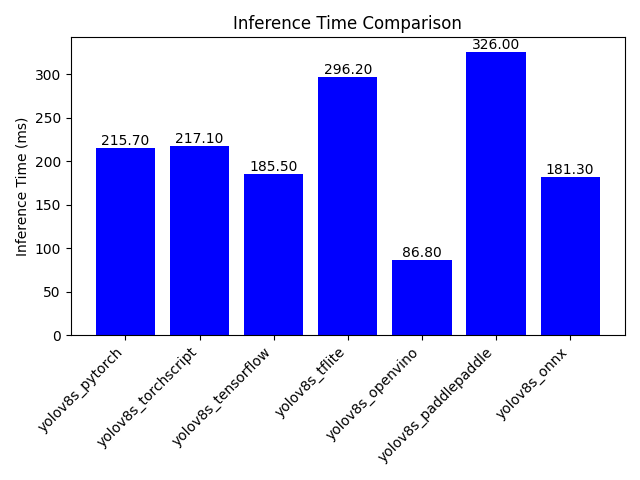 Inference Time Comparison
Inference Time (ms)
300
250
200
150
100
50
0
215.70
217.10
185.50
296.20
86.80
326.00
181.30
yolov8s_pytorch
yolov8s_torchscript
yolov8s_tensorflow
yolov8s_tflite
yolov8s_openvino
yolov8s_paddlepaddle
yolov8s_onnx